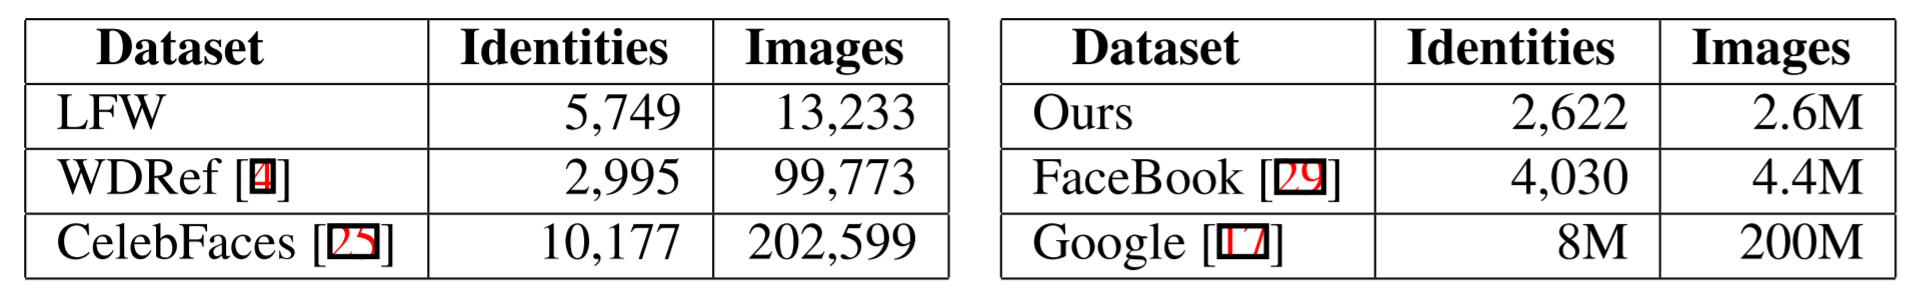 Dataset Identities Images
LFW 5,749 13,233
WDRef [4] 2,995 99,773
CelebFaces [25] 10,177 202,599
Dataset Identities Images
Ours 2,622 2.6M
FaceBook [29] 4,030 4.4M
Google [17] 8M 200M